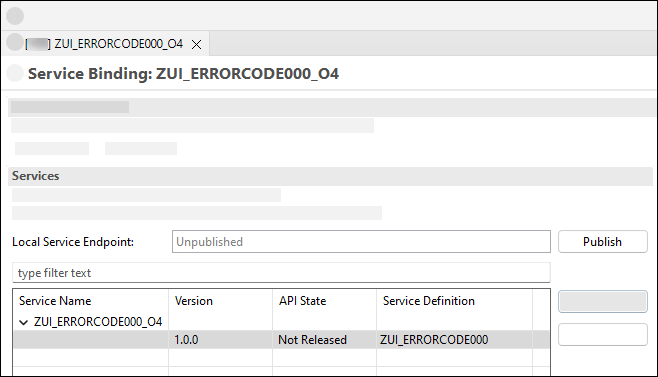 [ ] ZUI_ERRORCODE000_O4
Service Binding: ZUI_ERRORCODE000_O4
Services
Local Service Endpoint: Unpublished Publish
type filter text
Service Name Version API State Service Definition
ZUI_ERRORCODE000_O4
1.0.0 Not Released ZUI_ERRORCODE000